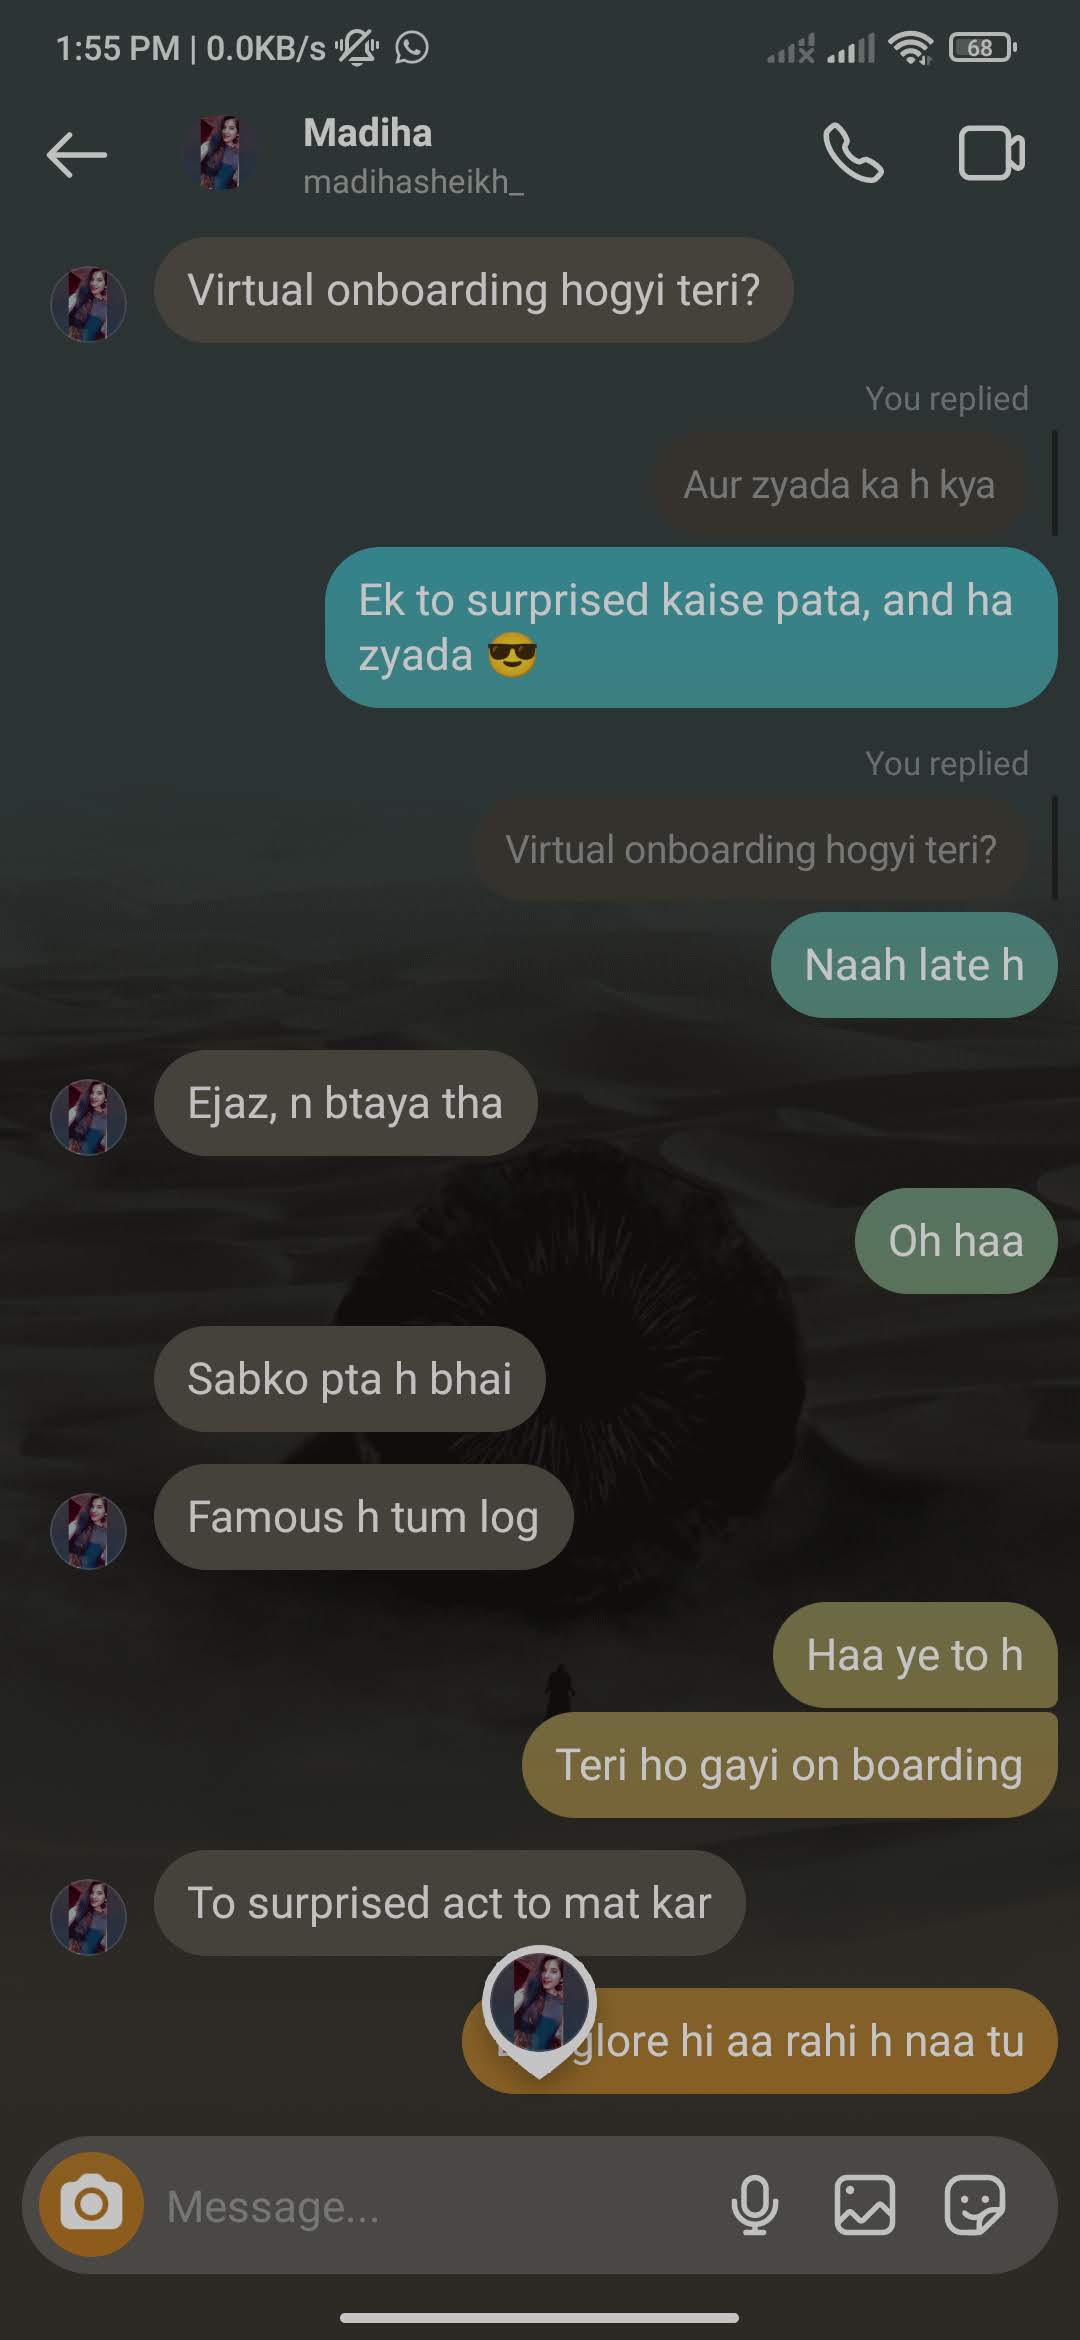 1:55 PM | 0.0KB/s
68
Madiha
madihasheikh_
Virtual onboarding hogyi teri?
You replied
Aur zyada ka h kya
Ek to surprised kaise pata, and ha
zyada 😎
You replied
Virtual onboarding hogyi teri?
Naah late h
Ejaz, n btaya tha
Oh haa
Sabko pta h bhai
Famous h tum log
Haa ye to h
Teri ho gayi on boarding
To surprised act to mat kar
hi aa rahi h naa tu
Message...